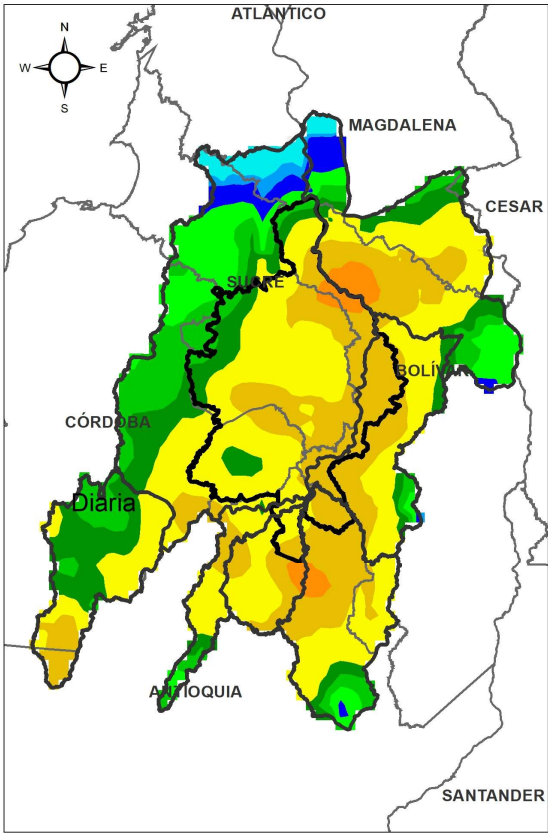 ATLÁNTICO
N
W E
S
MAGDALENA
CESAR
SUCRE
BOLÍVAR
CÓRDOBA
Diaria
ANTIOQUIA
SANTANDER